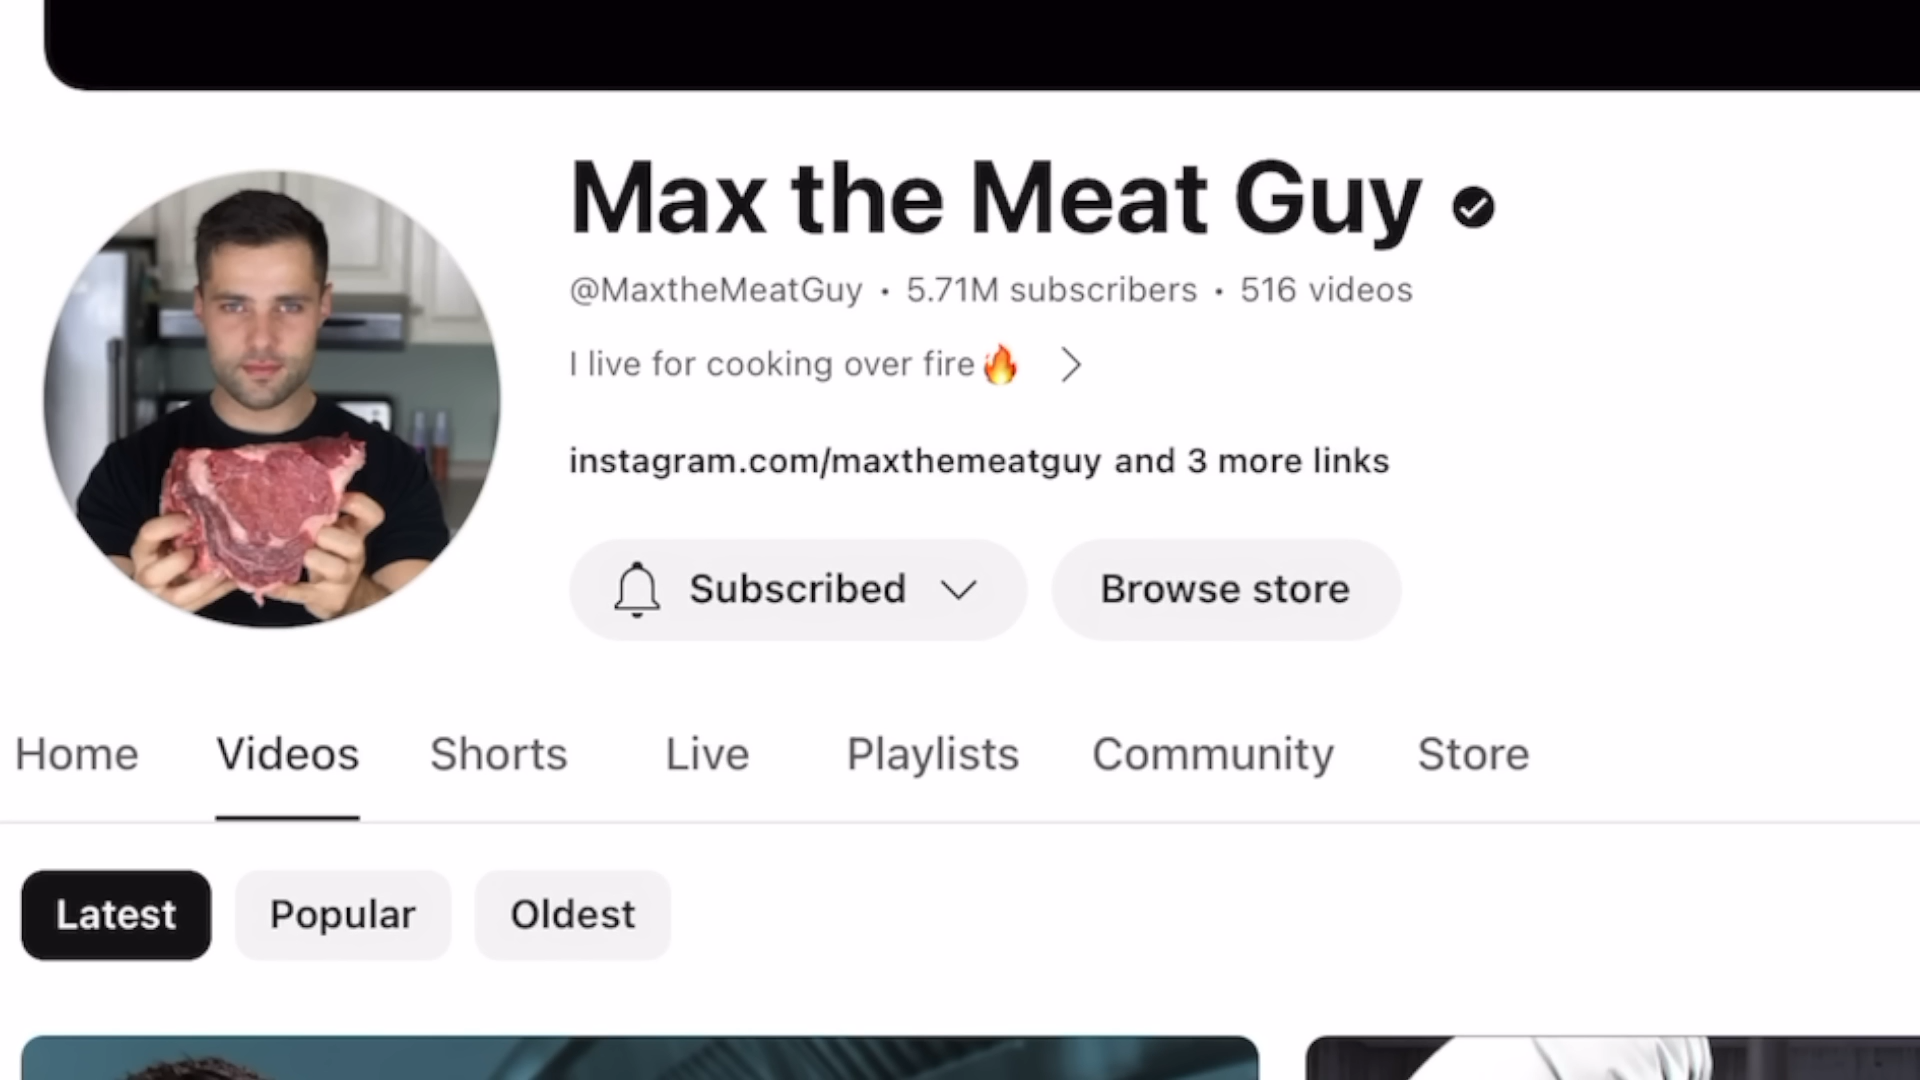 Max the Meat Guy
@MaxtheMeatGuy • 5.71M subscribers • 516 videos
I live for cooking over fire🔥
instagram.com/maxthemeatguy and 3 more links
Subscribed
Browse store
Home Videos Shorts Live Playlists Community Store
Latest Popular Oldest